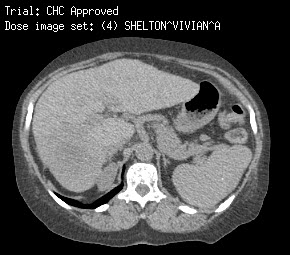 Trial: CHC Approved
Dose image set: (4) SHELTON^VIVIAN^A